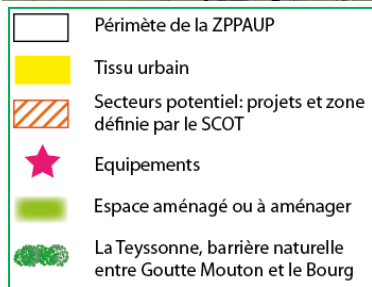 Périmète de la ZPPAUP
Tissu urbain
Secteurs potentiel: projets et zone
définie par le SCOT
Equipements
Espace aménagé ou à aménager
La Teyssonne, barrière naturelle
entre Goutte Mouton et le Bourg